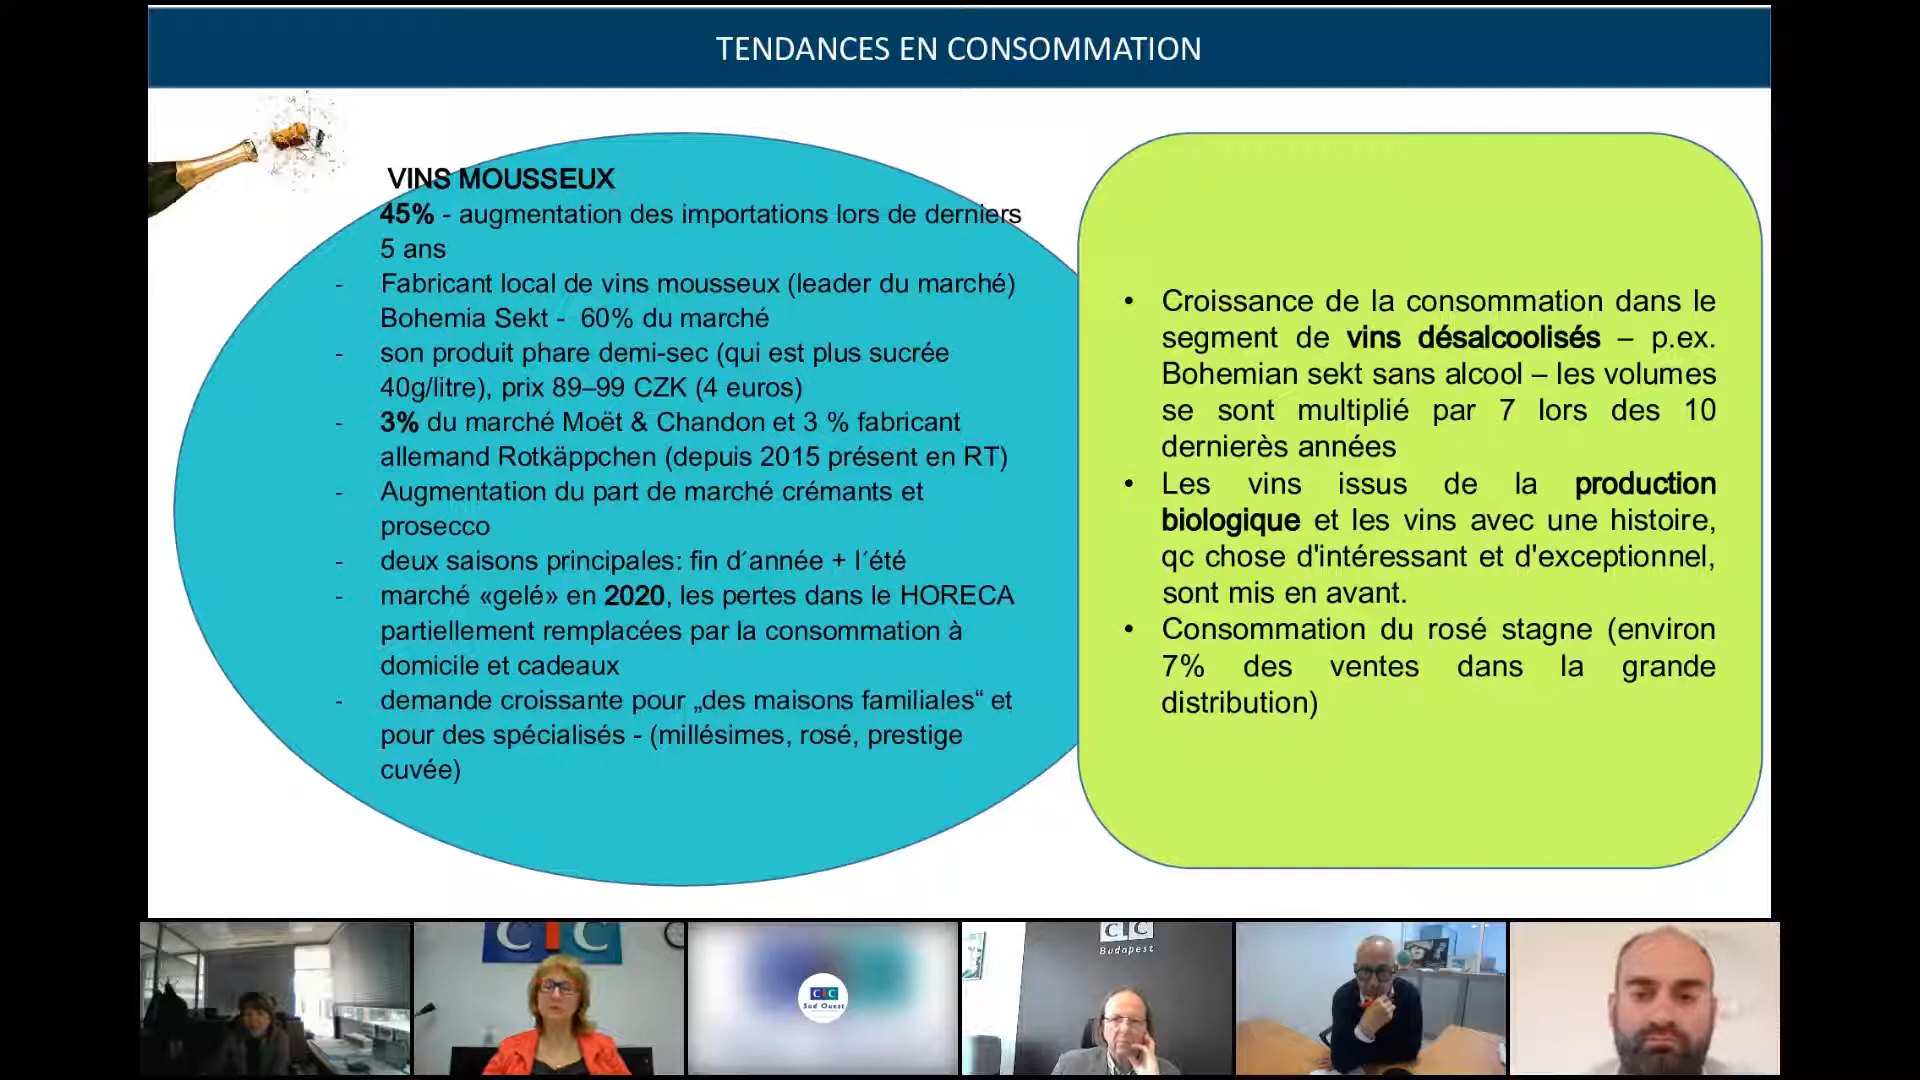 TENDANCES EN CONSOMMATION
VINS MOUSSEUX
45% - augmentation des importations lors de derniers
5 ans
- Fabricant local de vins mousseux (leader du marché)
Bohemia Sekt - 60% du marché
- son produit phare demi-sec (qui est plus sucrée
40g/litre), prix 89–99 CZK (4 euros)
- 3% du marché Moët & Chandon et 3 % fabricant
allemand Rotkäppchen (depuis 2015 présent en RT)
- Augmentation du part de marché crémants et
prosecco
- deux saisons principales: fin d´année + l´été
- marché «gelé» en 2020, les pertes dans le HORECA
partiellement remplacées par la consommation à
domicile et cadeaux
- demande croissante pour „des maisons familiales“ et
pour des spécialisés - (millésimes, rosé, prestige
cuvée)
• Croissance de la consommation dans le
segment de vins désalcoolisés – p.ex.
Bohemian sekt sans alcool – les volumes
se sont multiplié par 7 lors des 10
dernierès années
• Les vins issus de la production
biologique et les vins avec une histoire,
qc chose d'intéressant et d'exceptionnel,
sont mis en avant.
• Consommation du rosé stagne (environ
7% des ventes dans la grande
distribution)
CIC
CIC
Sud Ouest
CIC
Budapest